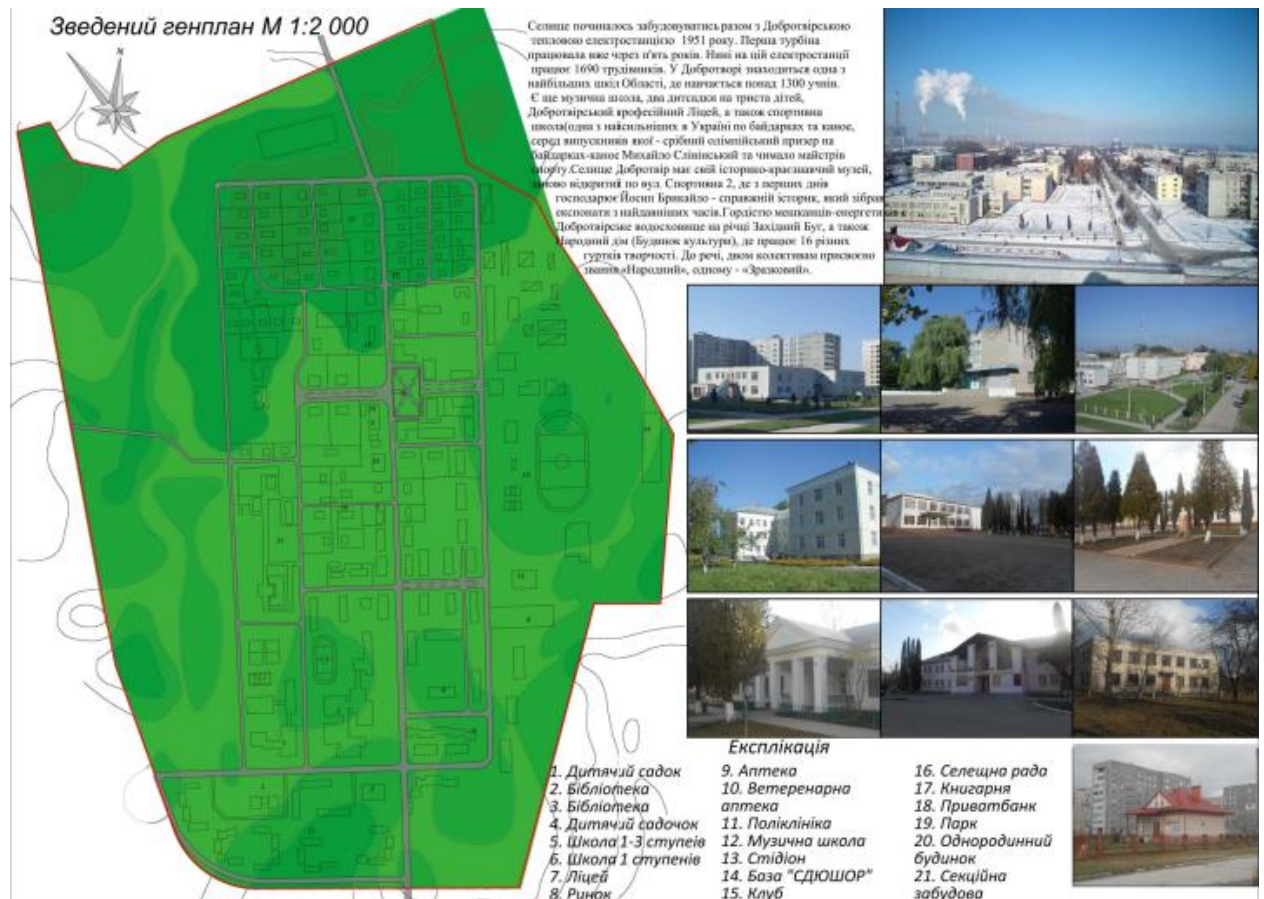 Зведений генплан М 1:2 000
N
Селище починалось забудовуватись разом з Добротвірською
тепловою електростанцією 1951 року. Перша турбіна
працювала вже через п'ять років. Нині на цій електростанції
працює 1690 трудівників. У Добротворі знаходиться одна з
найбільших шкіл Області, де навчається понад 1300 учнів.
Є ще музична школа, два дитсадки на триста дітей,
Добротвірський професійний Ліцей, а також спортивна
школа(одна з найсильніших в Україні по байдарках та каное,
серед випускників якої - срібний олімпійський призер на
байдарках-каное Михайло Сливінський та чимало майстрів
спорту.Селище Добротвір має свій історико-краєзнавчий музей,
відкритий по вул. Спортивна 2, де з перших днів
господарює Йосип Брикайло - справжній історик, який зібрав
експонати з найдавніших часів.Гордістю мешканців-енергетиків
Добротвірське водосховище на річці Західний Буг, а також
Народний дім (Будинок культури), де працює 16 різних
гуртків творчості. До речі, двом колективам присвоєно
звання «Народний», одному - «Зразковий».
Експлікація
1. Дитячий садок
2. Бібліотека
3. Бібліотека
4. Дитячий садочок
5. Школа 1-3 ступеів
6. Школа 1 ступенів
7. Ліцей
8. Ринок
9. Аптека
10. Ветеренарна
аптека
11. Поліклініка
12. Музична школа
13. Стідіон
14. База "СДЮШОР"
15. Клуб
16. Селещна рада
17. Книгарня
18. Приватбанк
19. Парк
20. Однородинний
будинок
21. Секційна
забудова